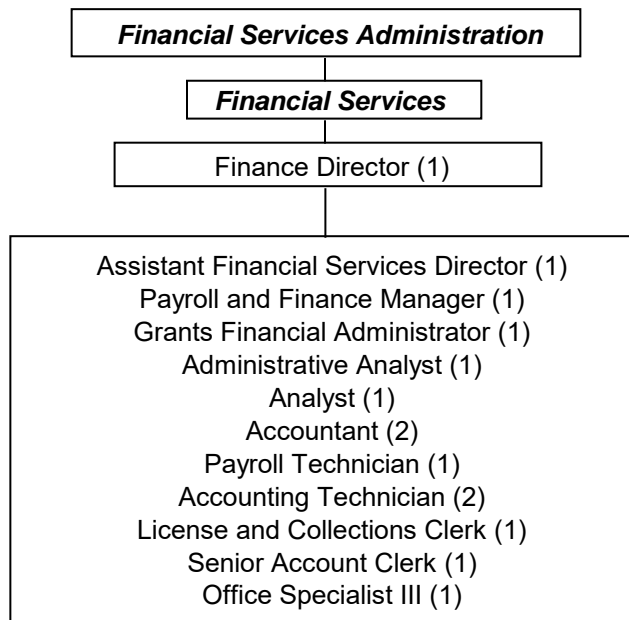 Financial Services Administration
Financial Services
Finance Director (1)
Assistant Financial Services Director (1)
Payroll and Finance Manager (1)
Grants Financial Administrator (1)
Administrative Analyst (1)
Analyst (1)
Accountant (2)
Payroll Technician (1)
Accounting Technician (2)
License and Collections Clerk (1)
Senior Account Clerk (1)
Office Specialist III (1)